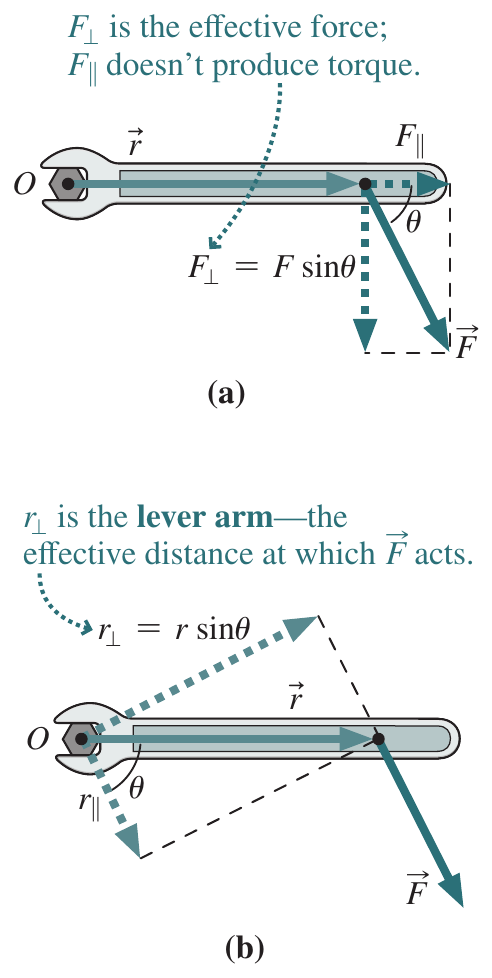 F⊥ is the effective force;
F∥ doesn't produce torque.
r⃗
F∥
O
θ
F⊥ = F sinθ
F⃗
(a)
r⊥ is the lever arm—the
effective distance at which F⃗ acts.
r⊥ = r sinθ
r⃗
O
θ
r∥
F⃗
(b)